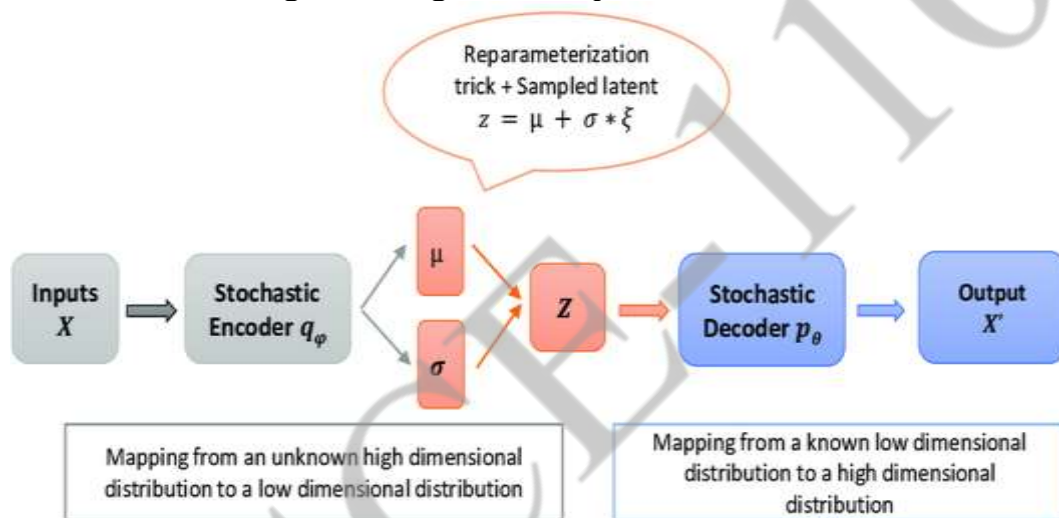 Reparameterization
trick + Sampled latent
z = μ + σ * ξ
Inputs
X
Stochastic
Encoder qφ
μ
σ
Z
Stochastic
Decoder pθ
Output
X'
Mapping from an unknown high dimensional
distribution to a low dimensional distribution
Mapping from a known low dimensional
distribution to a high dimensional
distribution